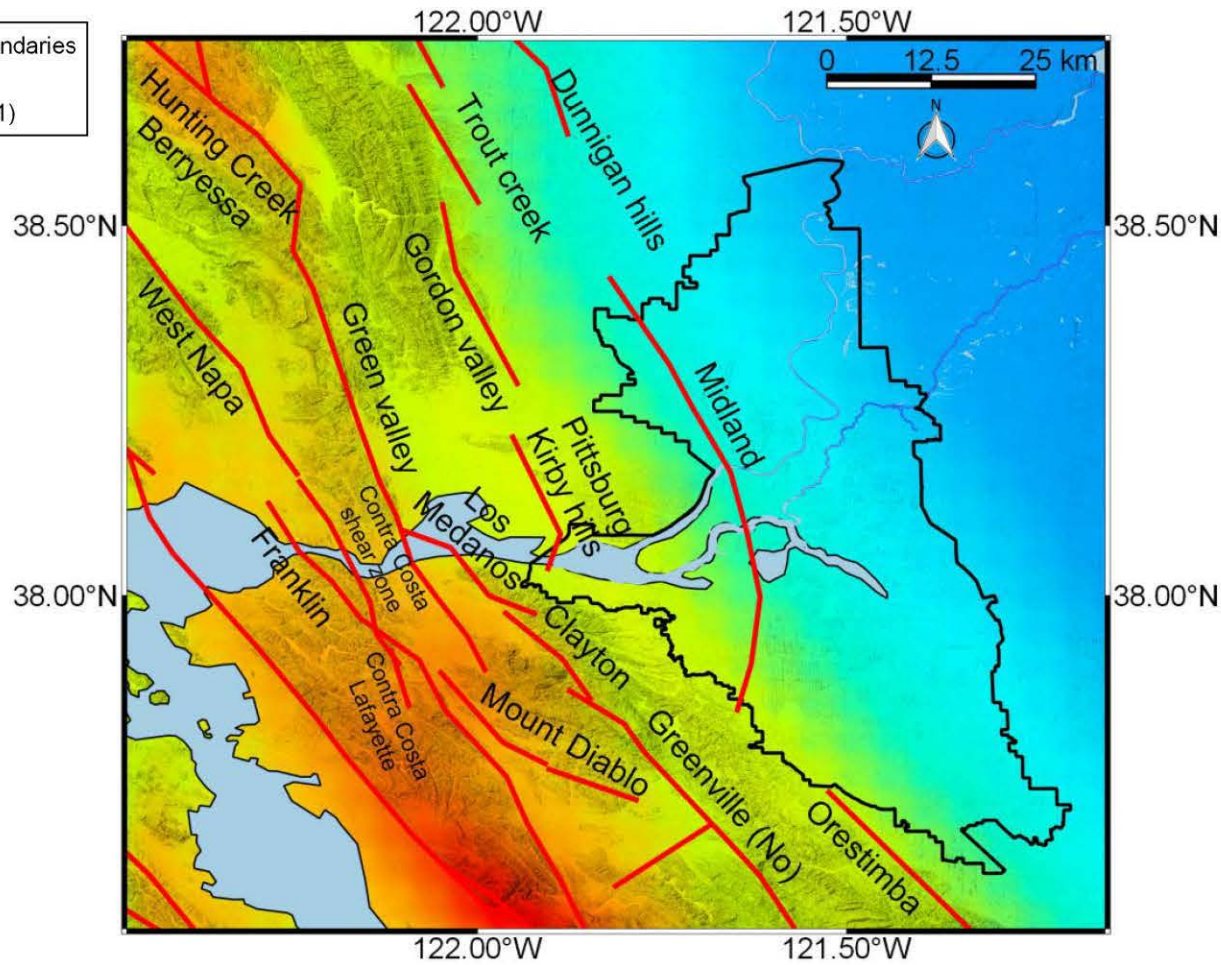 ndaries
1)
122.00°W
121.50°W
0 12.5 25 km
N
38.50°N
38.50°N
Hunting Creek
Berryessa
Trout creek
Dunnigan hills
Gordon valley
Green valley
West Napa
Midland
Pittsburg
Kirby hills
Los
Medanos
Contra Costa
shear zone
38.00°N
38.00°N
Franklin
Clayton
Contra Costa
Lafayette
Mount Diablo
Greenville (No)
Orestimba
122.00°W
121.50°W